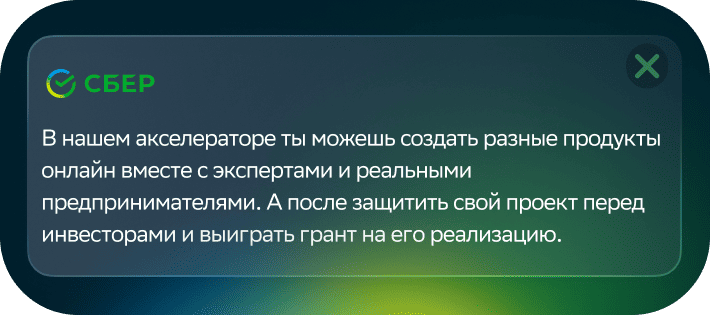 СБЕР
В нашем акселераторе ты можешь создать разные продукты
онлайн вместе с экспертами и реальными
предпринимателями. А после защитить свой проект перед
инвесторами и выиграть грант на его реализацию.